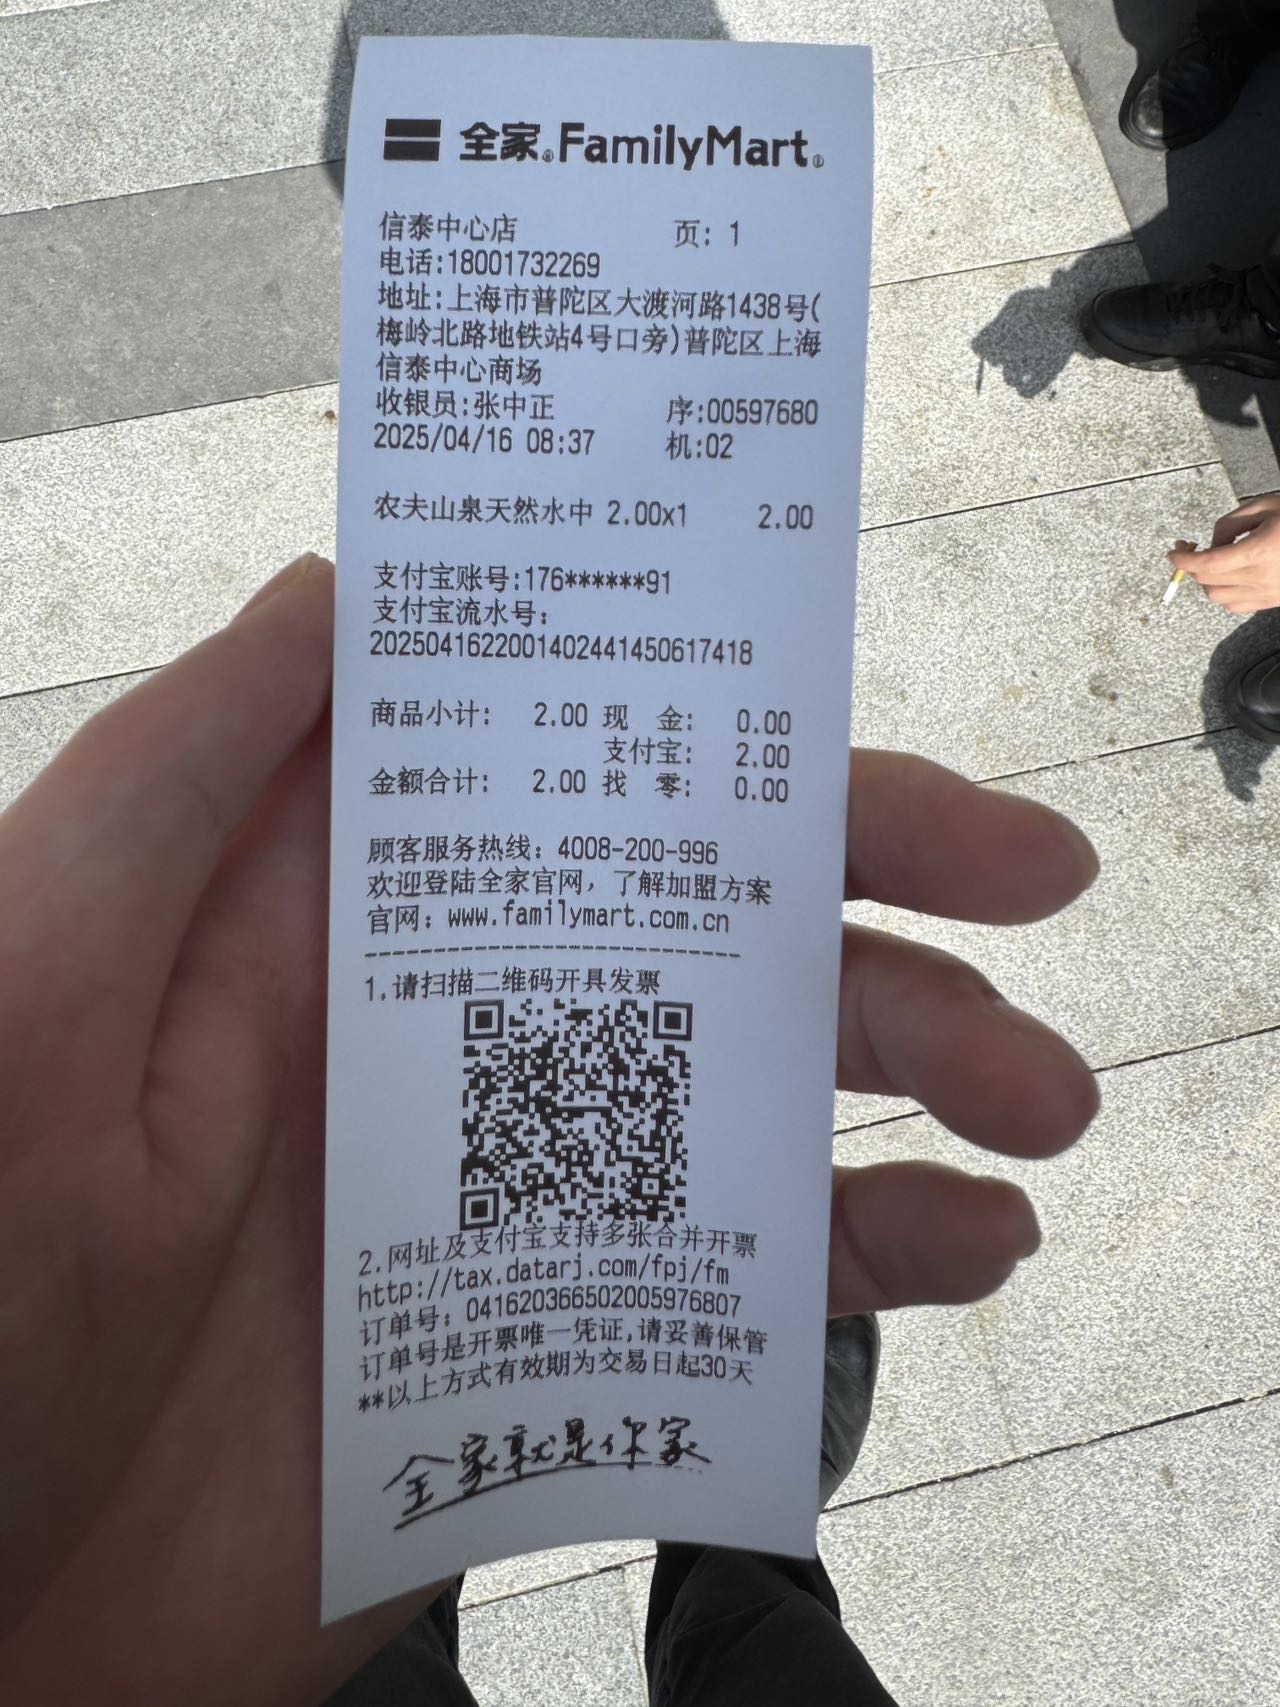 全家®FamilyMart®
信泰中心店 页: 1
电话:18001732269
地址:上海市普陀区大渡河路1438号(
梅岭北路地铁站4号口旁)普陀区上海
信泰中心商场
收银员:张中正 序:00597680
2025/04/16 08:37 机:02
农夫山泉天然水中 2.00x1 2.00
支付宝账号:176******91
支付宝流水号:
2025041622001402441450617418
商品小计: 2.00 现 金: 0.00
支付宝: 2.00
金额合计: 2.00 找 零: 0.00
顾客服务热线: 4008-200-996
欢迎登陆全家官网, 了解加盟方案
官网: www.familymart.com.cn
1.请扫描二维码开具发票
2.网址及支付宝支持多张合并开票
http://tax.datarj.com/fpj/fm
订单号: 04162036650200597​6807
订单号是开票唯一凭证,请妥善保管
**以上方式有效期为交易日起30天
全家就是你家